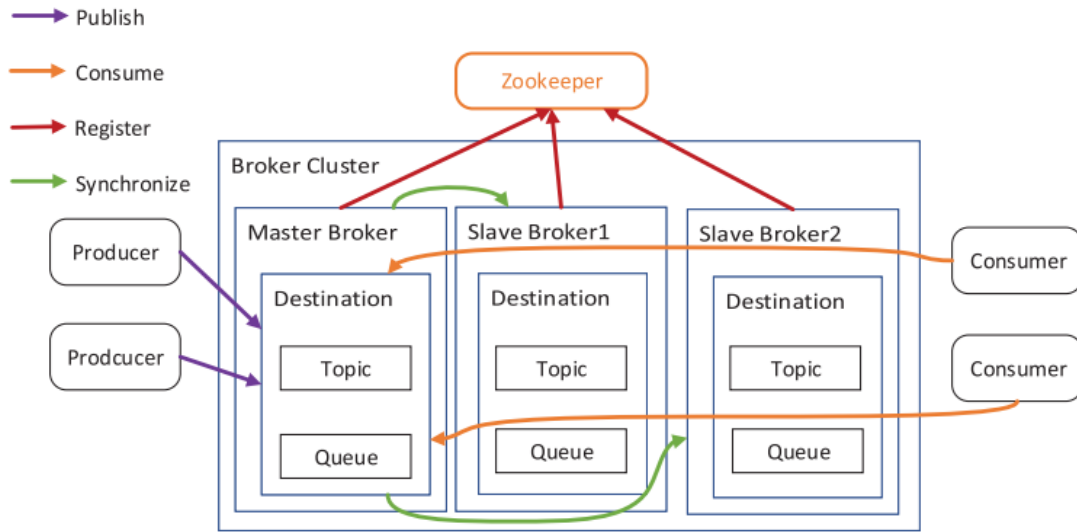 Publish
Consume
Register
Synchronize
Zookeeper
Broker Cluster
Master Broker
Slave Broker1
Slave Broker2
Producer
Prodcucer
Destination
Topic
Queue
Destination
Topic
Queue
Destination
Topic
Queue
Consumer
Consumer